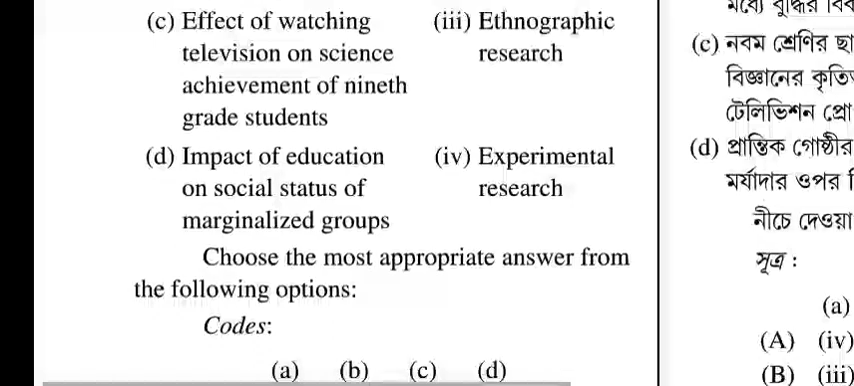 (c) Effect of watching (iii) Ethnographic
television on science research
achievement of nineth
grade students
(d) Impact of education (iv) Experimental
on social status of research
marginalized groups
Choose the most appropriate answer from
the following options:
Codes:
(a) (b) (c) (d)
(c) নবম শ্রেণির
বিজ্ঞানের
টেলিভিশন
(d) প্রান্তিক গোষ্ঠীর
মর্যাদার ওপর
নীচে
সূত্র :
(a)
(A) (iv)
(B) (iii)